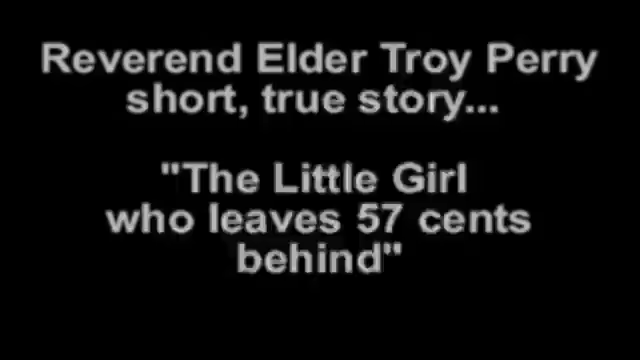 Reverend Elder Troy Perry
short, true story...
"The Little Girl
who leaves 57 cents
behind"